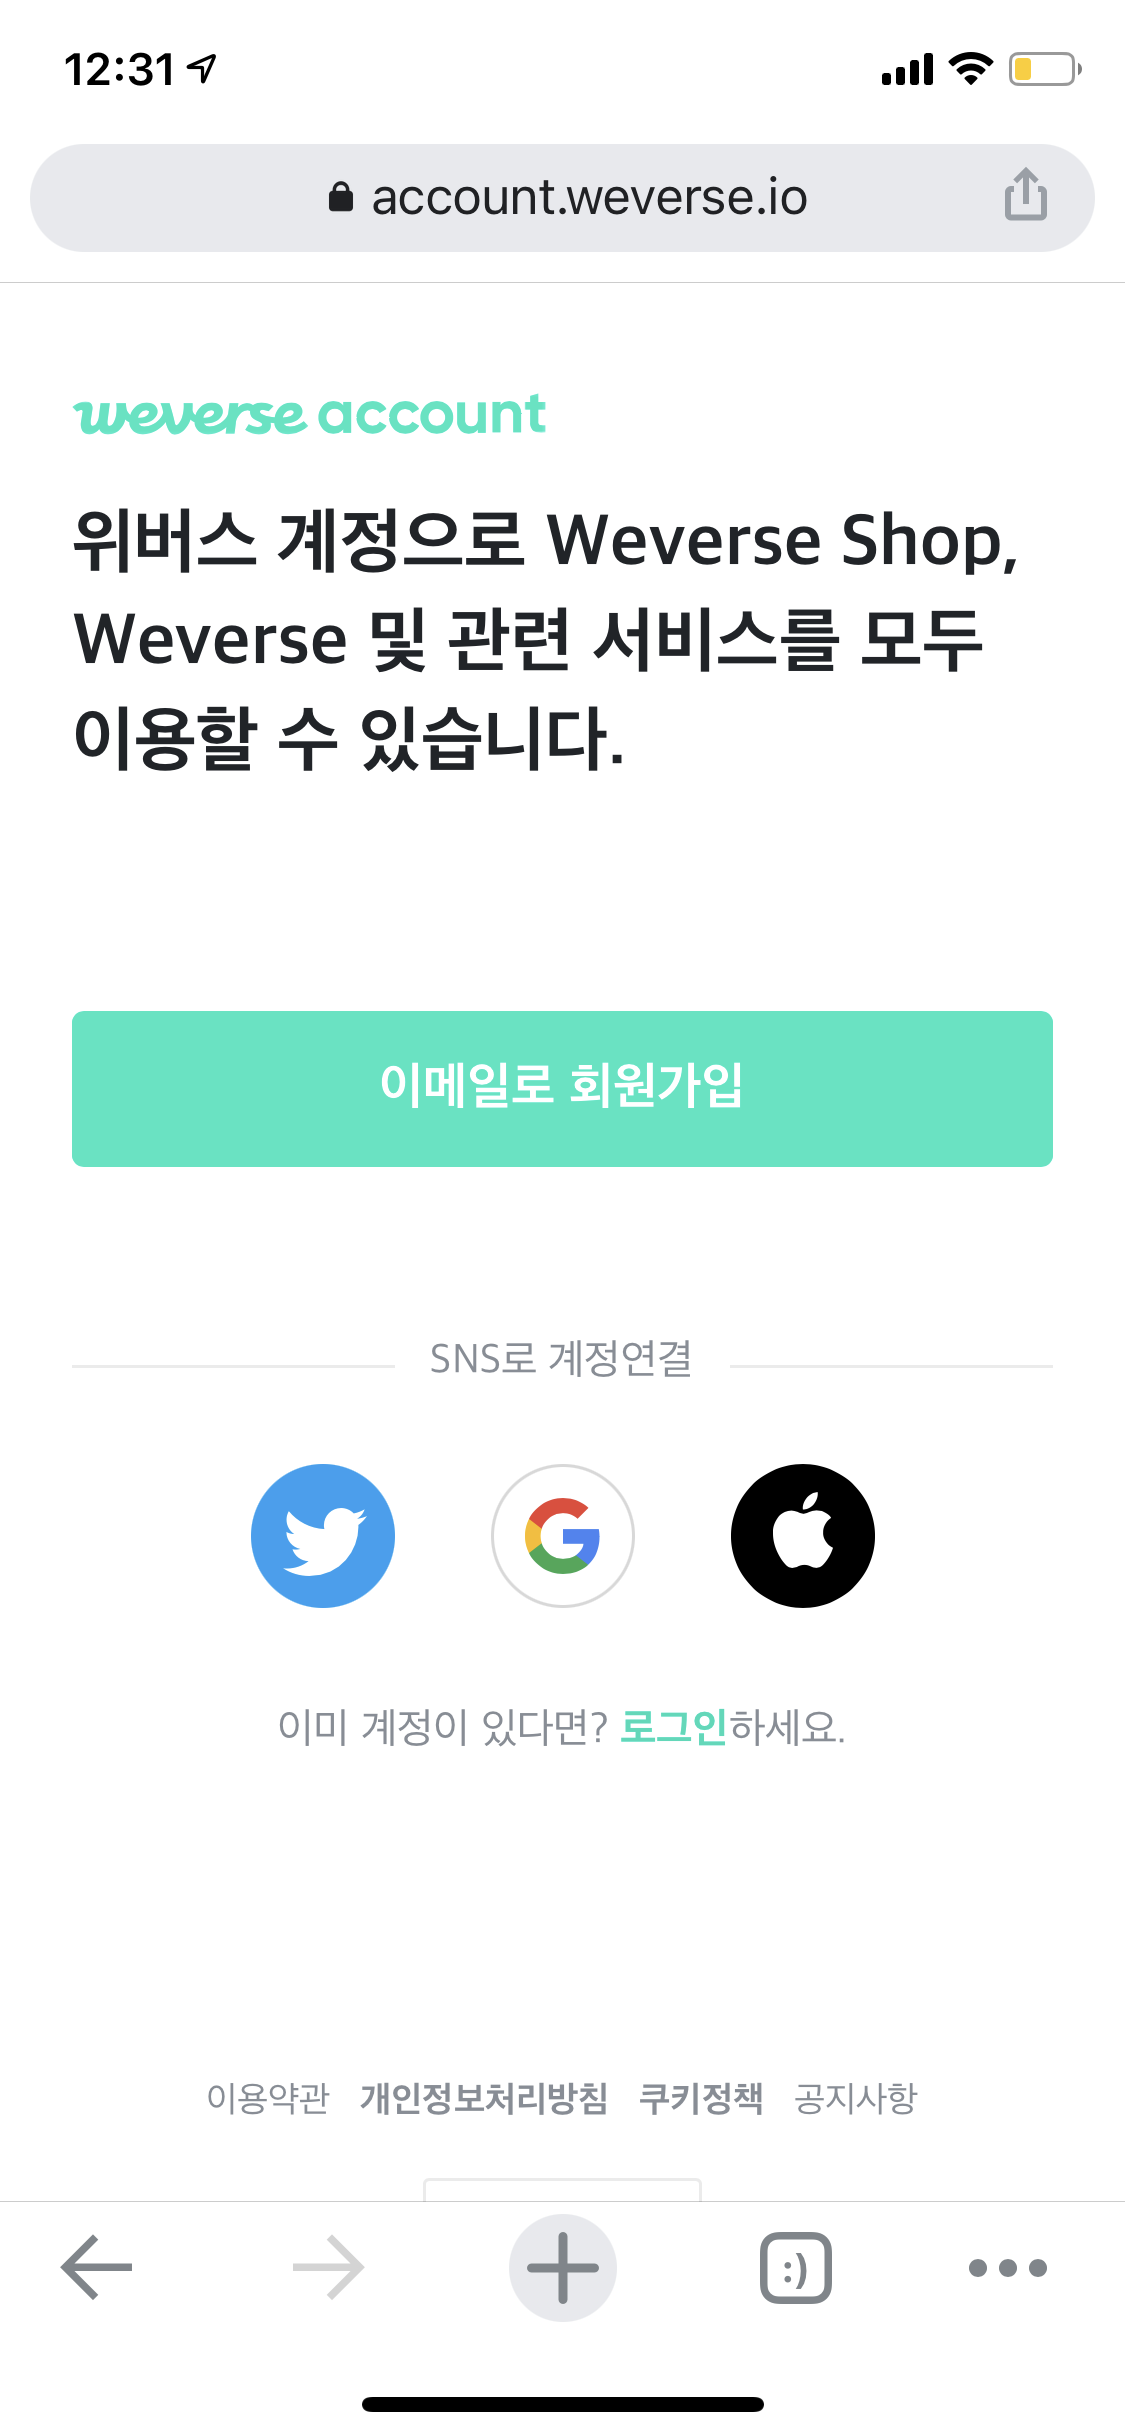 12:31
account.weverse.io
weverse account
위버스 계정으로 Weverse Shop,
Weverse 및 관련 서비스를 모두
이용할 수 있습니다.
이메일로 회원가입
SNS로 계정연결
이미 계정이 있다면? 로그인하세요.
이용약관 개인정보처리방침 쿠키정책 공지사항
:)